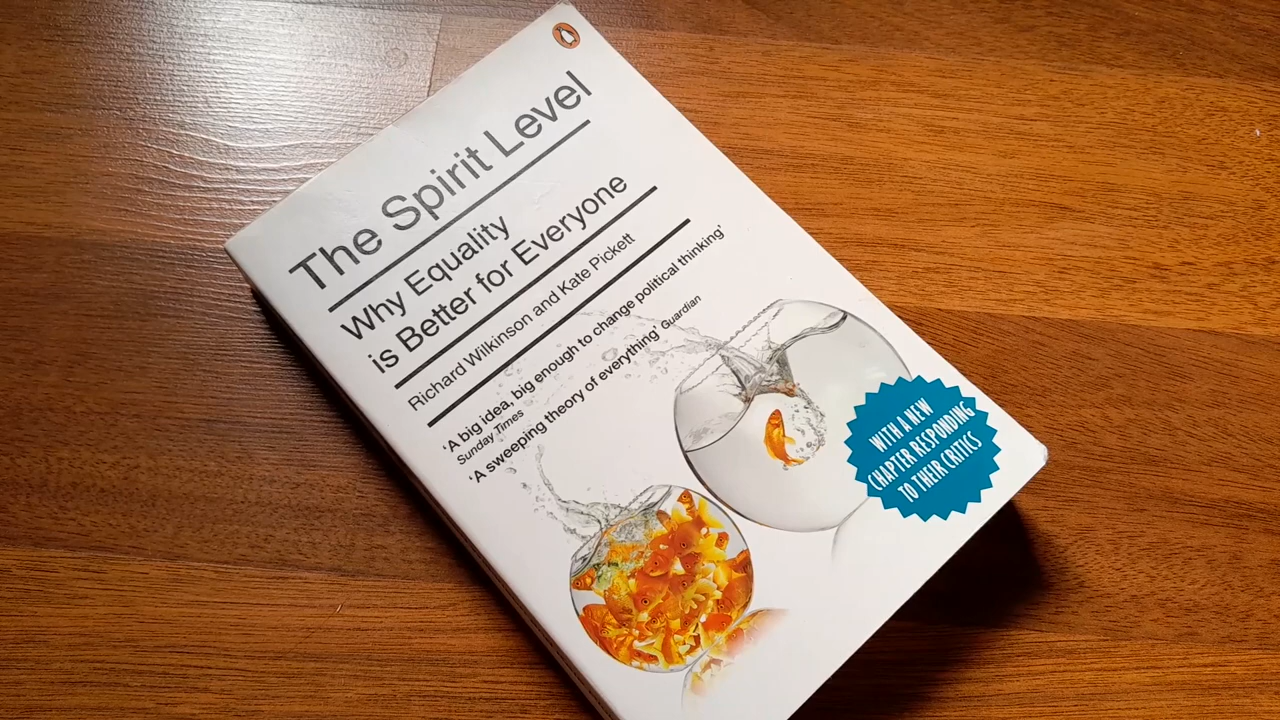 The Spirit Level
Why Equality
is Better for Everyone
Richard Wilkinson and Kate Pickett
‘A big idea, big enough to change political thinking’
Sunday Times
‘A sweeping theory of everything’ Guardian
WITH A NEW
CHAPTER RESPONDING
TO THEIR CRITICS